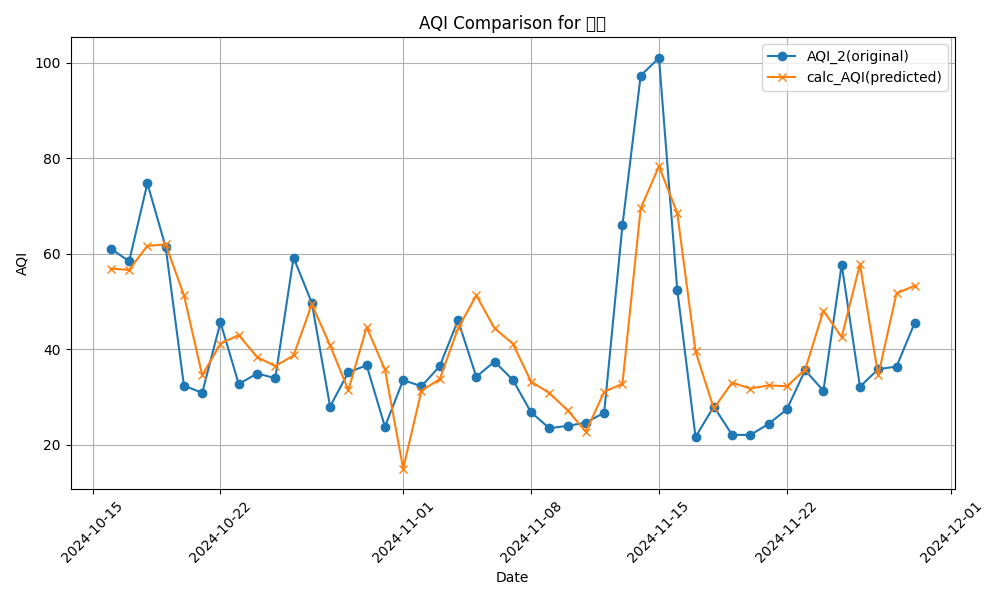 AQI Comparison for
AQI_2(original)
calc_AQI(predicted)
100
80
60
40
20
AQI
2024-10-15
2024-10-22
2024-11-01
2024-11-08
2024-11-15
2024-11-22
2024-12-01
Date